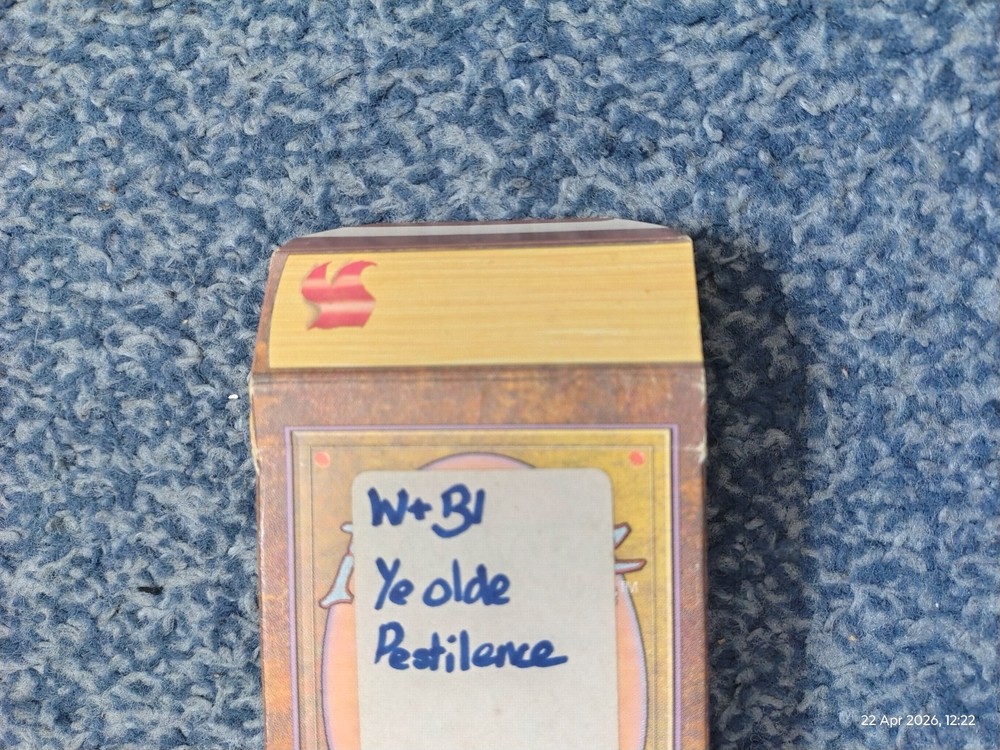 W+Bl
Ye olde
Pestilence
22 Apr 2026, 12:22